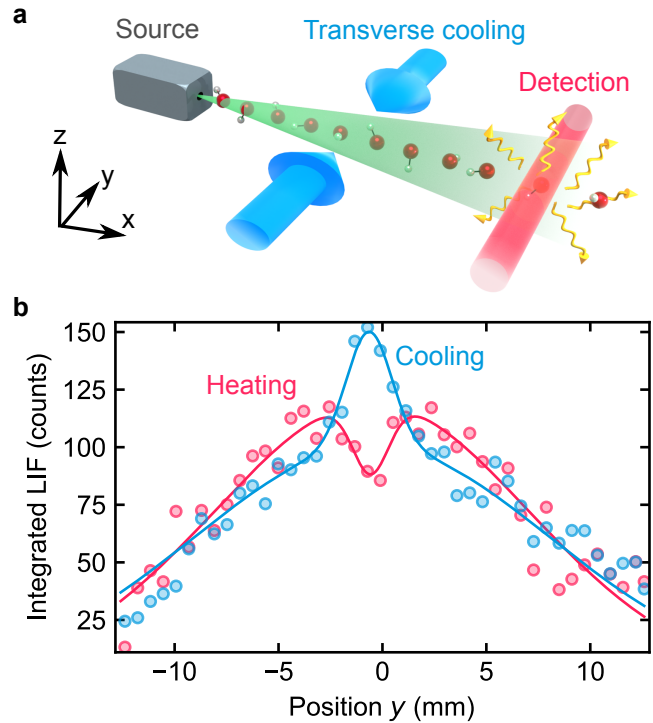 a
Source
Transverse cooling
Detection
z
y
x
b
150
125
100
75
50
25
Integrated LIF (counts)
Heating
Cooling
−10
−5
0
5
10
Position y (mm)